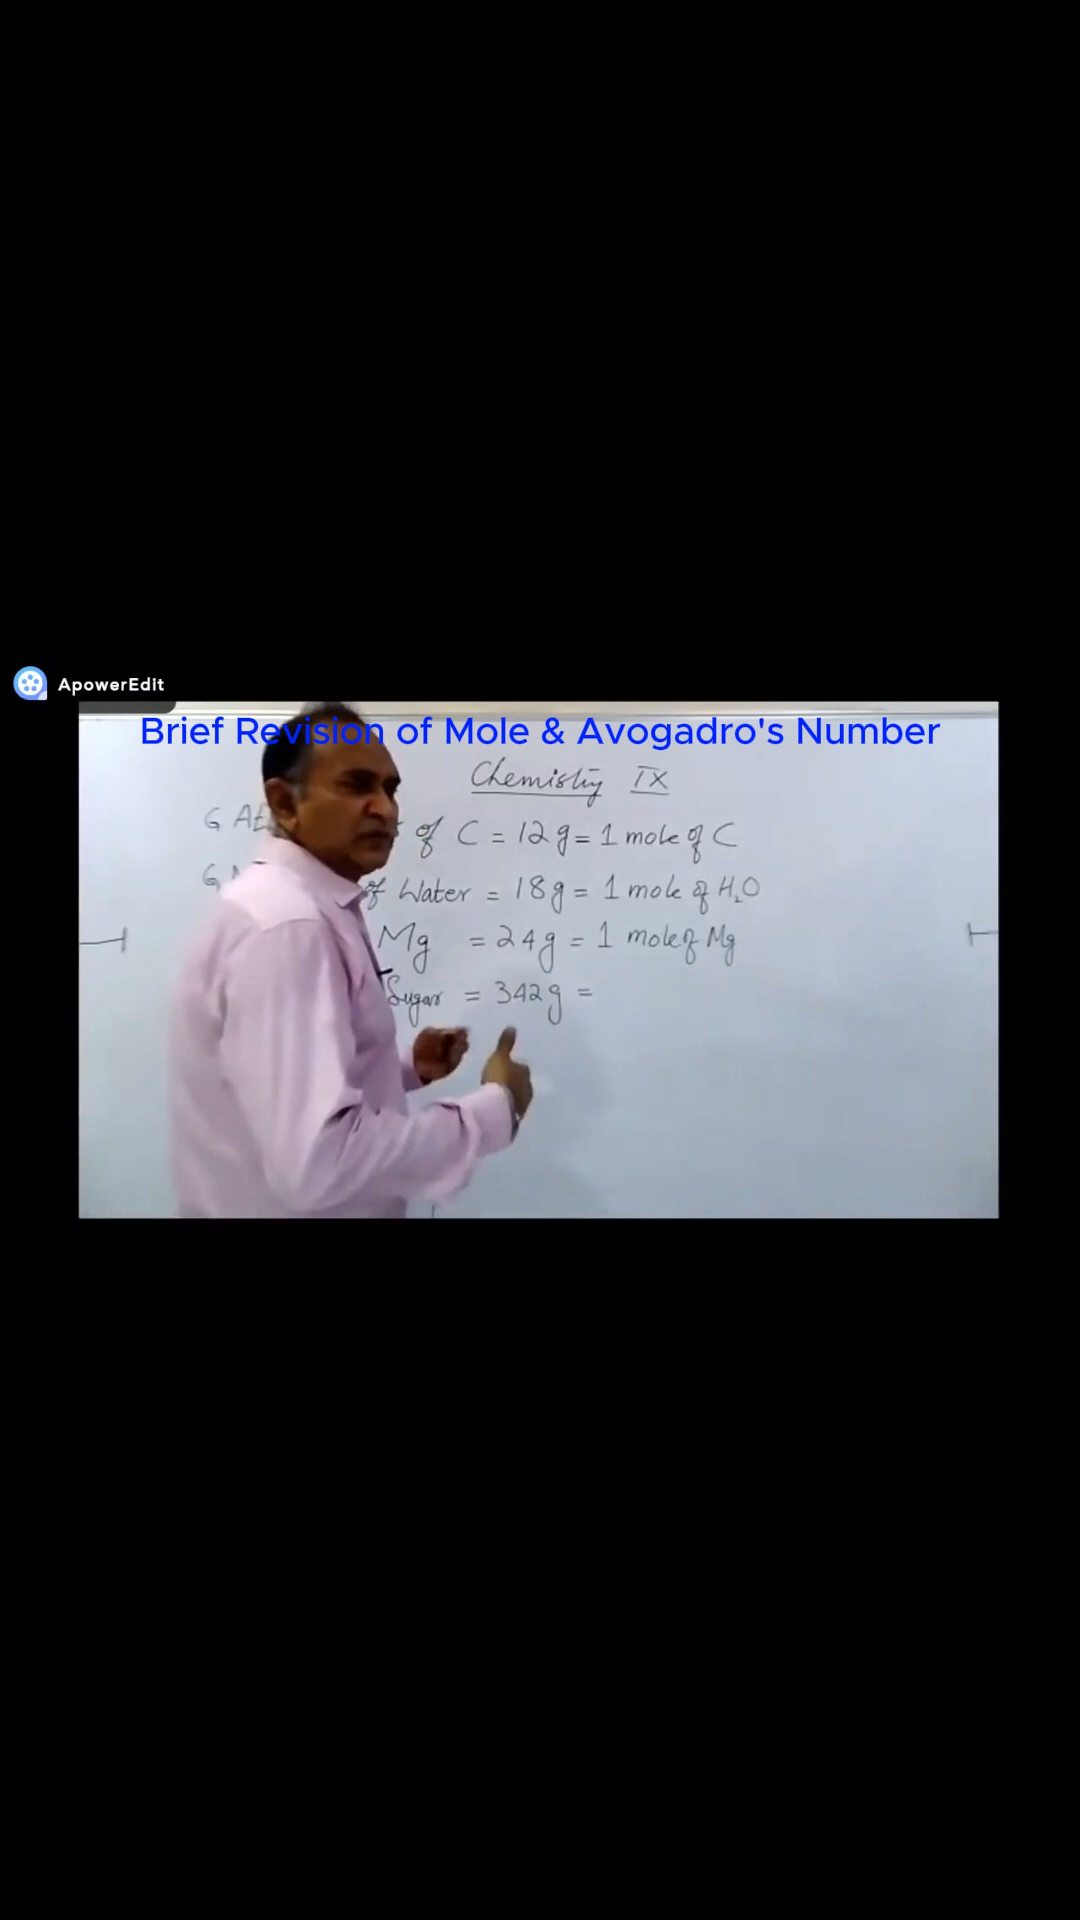 ApowerEdit
Brief Revision of Mole & Avogadro's Number
Chemistry IX
G At of C = 12g = 1 mole of C
G of Water = 18g = 1 mole of H₂O
Mg = 24g = 1 mole of Mg
Sugar = 342g =